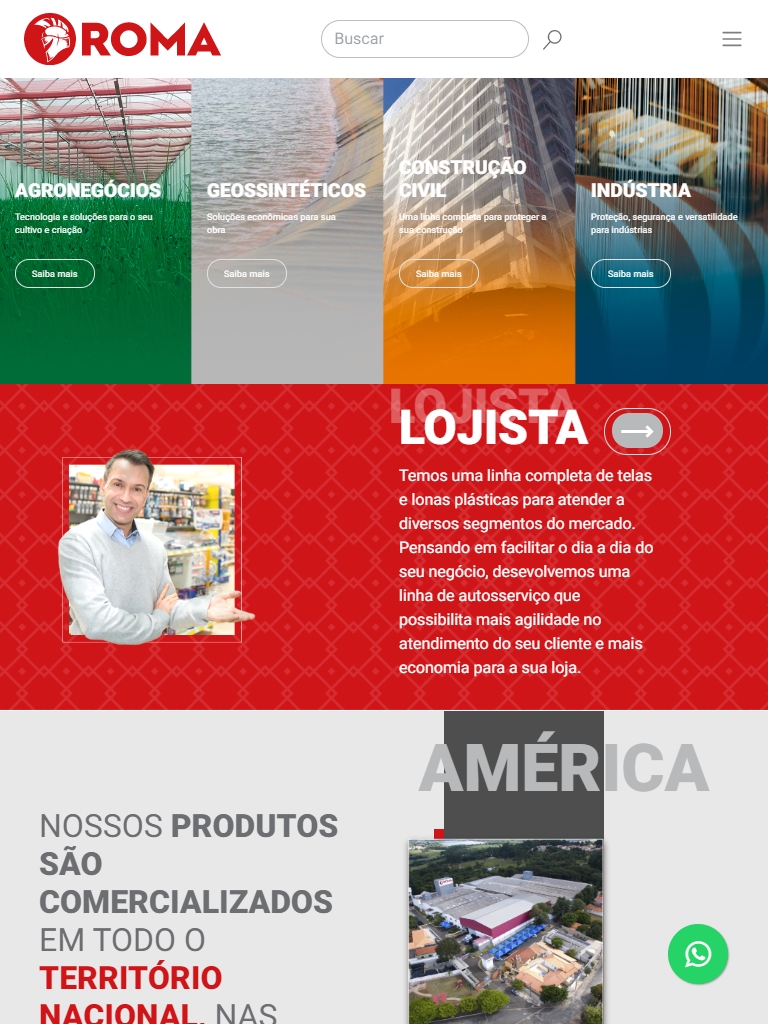 ROMA
Buscar
AGRONEGÓCIOS
Tecnologia e soluções para o seu
cultivo e criação
Saiba mais
GEOSSINTÉTICOS
Soluções econômicas para sua
obra
Saiba mais
CONSTRUÇÃO
CIVIL
Uma linha completa para proteger a
sua construção
Saiba mais
INDÚSTRIA
Proteção, segurança e versatilidade
para indústrias
Saiba mais
LOJISTA
LOJISTA
Temos uma linha completa de telas
e lonas plásticas para atender a
diversos segmentos do mercado.
Pensando em facilitar o dia a dia do
seu negócio, desevolvemos uma
linha de autosserviço que
possibilita mais agilidade no
atendimento do seu cliente e mais
economia para a sua loja.
AMÉRICA
NOSSOS PRODUTOS
SÃO
COMERCIALIZADOS
EM TODO O
TERRITÓRIO
NACIONAL, NAS